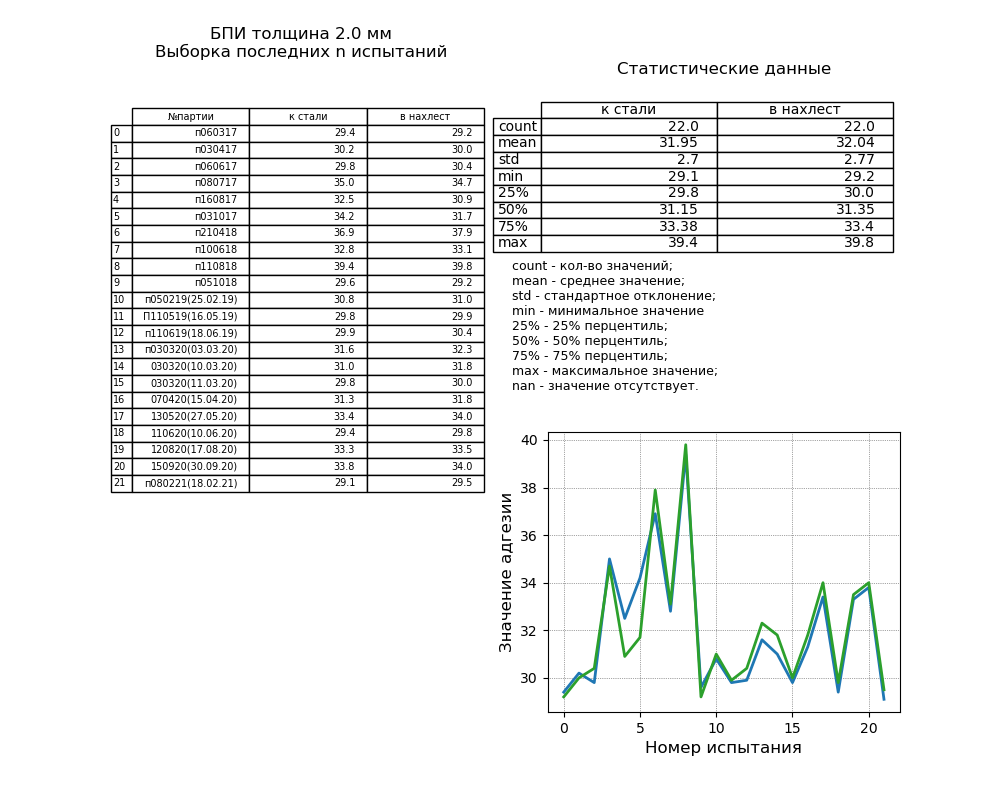 БПИ толщина 2.0 мм
Выборка последних n испытаний
№партии к стали в нахлест
0 п060317 29.4 29.2
1 п030417 30.2 30.0
2 п060617 29.8 30.4
3 п080717 35.0 34.7
4 п160817 32.5 30.9
5 п031017 34.2 31.7
6 п210418 36.9 37.9
7 п100618 32.8 33.1
8 п110818 39.4 39.8
9 п051018 29.6 29.2
10 п050219(25.02.19) 30.8 31.0
11 П110519(16.05.19) 29.8 29.9
12 п110619(18.06.19) 29.9 30.4
13 п030320(03.03.20) 31.6 32.3
14 030320(10.03.20) 31.0 31.8
15 030320(11.03.20) 29.8 30.0
16 070420(15.04.20) 31.3 31.8
17 130520(27.05.20) 33.4 34.0
18 110620(10.06.20) 29.4 29.8
19 120820(17.08.20) 33.3 33.5
20 150920(30.09.20) 33.8 34.0
21 п080221(18.02.21) 29.1 29.5
Статистические данные
к стали в нахлест
count 22.0 22.0
mean 31.95 32.04
std 2.7 2.77
min 29.1 29.2
25% 29.8 30.0
50% 31.15 31.35
75% 33.38 33.4
max 39.4 39.8
count - кол-во значений;
mean - среднее значение;
std - стандартное отклонение;
min - минимальное значение
25% - 25% перцентиль;
50% - 50% перцентиль;
75% - 75% перцентиль;
max - максимальное значение;
nan - значение отсутствует.
Значение адгезии
40
38
36
34
32
30
0 5 10 15 20
Номер испытания